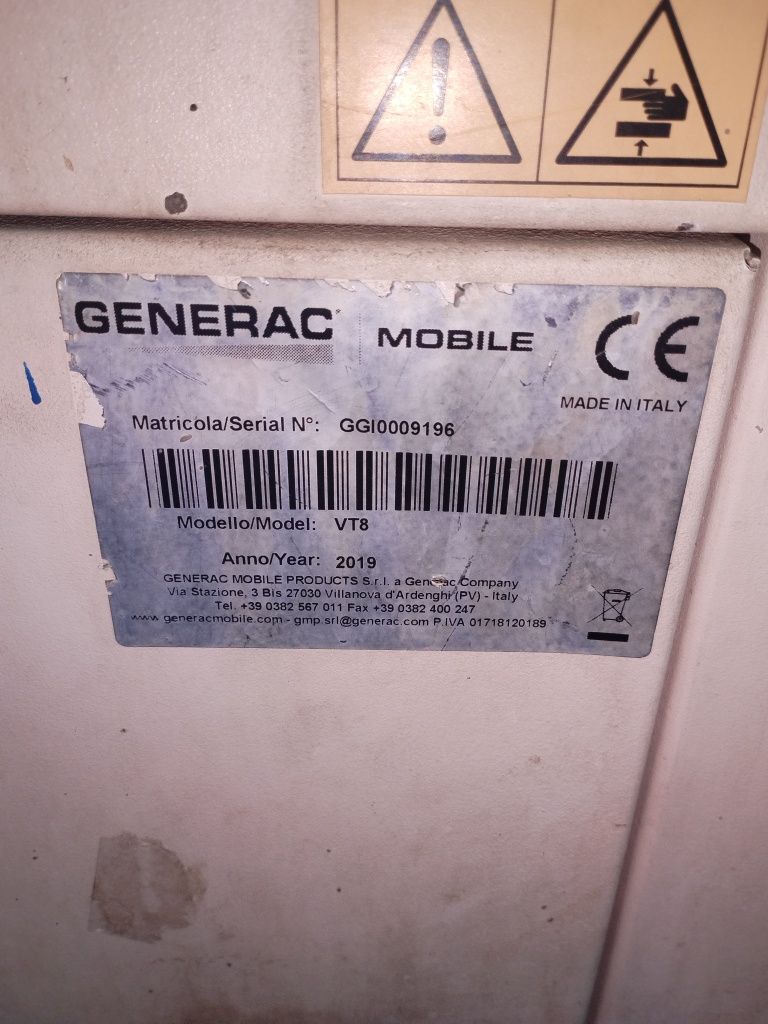 GENERAC MOBILE CE
MADE IN ITALY
Matricola/Serial N°: GGI0009196
Modello/Model: VT8
Anno/Year: 2019
GENERAC MOBILE PRODUCTS S.r.l. a Generac Company
Via Stazione, 3 Bis 27030 Villanova d'Ardenghi (PV) - Italy
Tel. +39 0382 567 011 Fax +39 0382 400 247
www.generacmobile.com - gmp.srl@generac.com P.IVA 01718120189